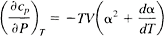 (∂c_p/∂P)_T = −TV(α² + dα/dT)